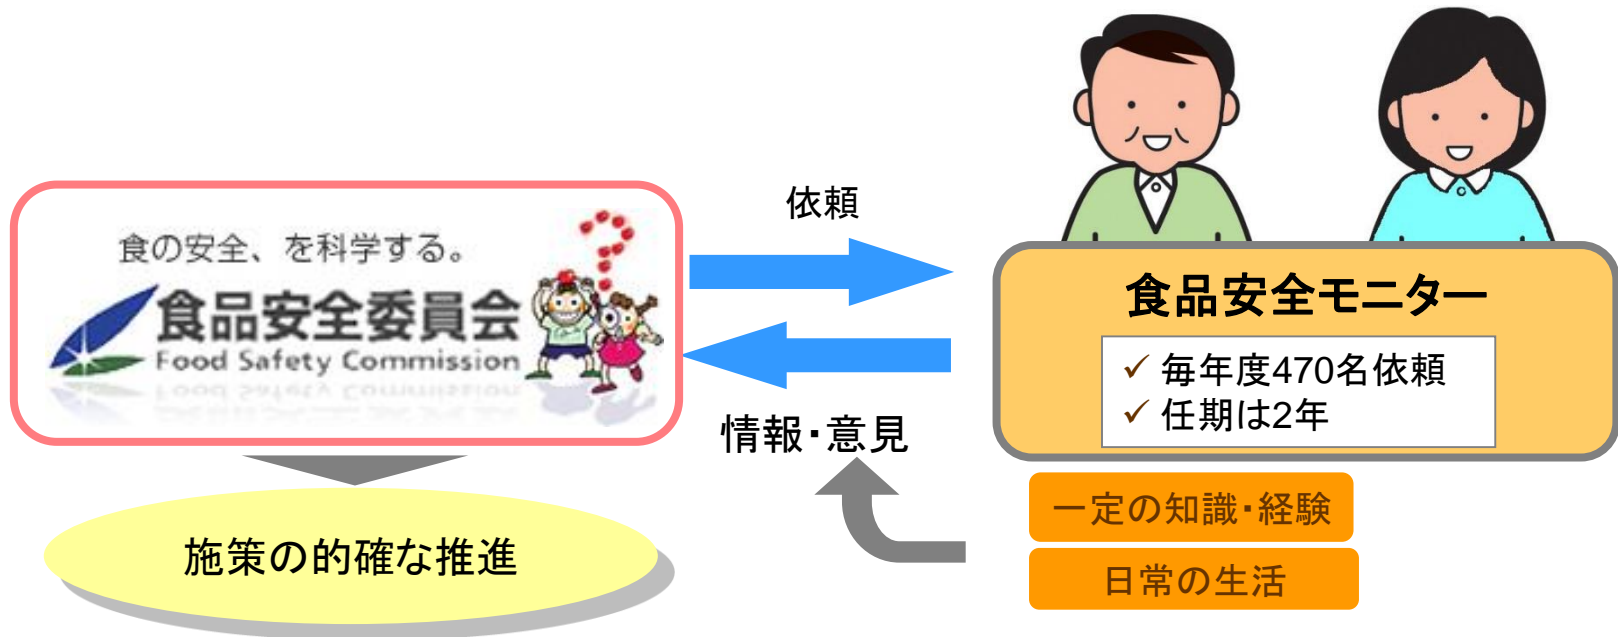 食の安全、を科学する。
食品安全委員会
Food Safety Commission
依頼
情報・意見
食品安全モニター
✓ 毎年度470名依頼
✓ 任期は2年
一定の知識・経験
日常の生活
施策の的確な推進